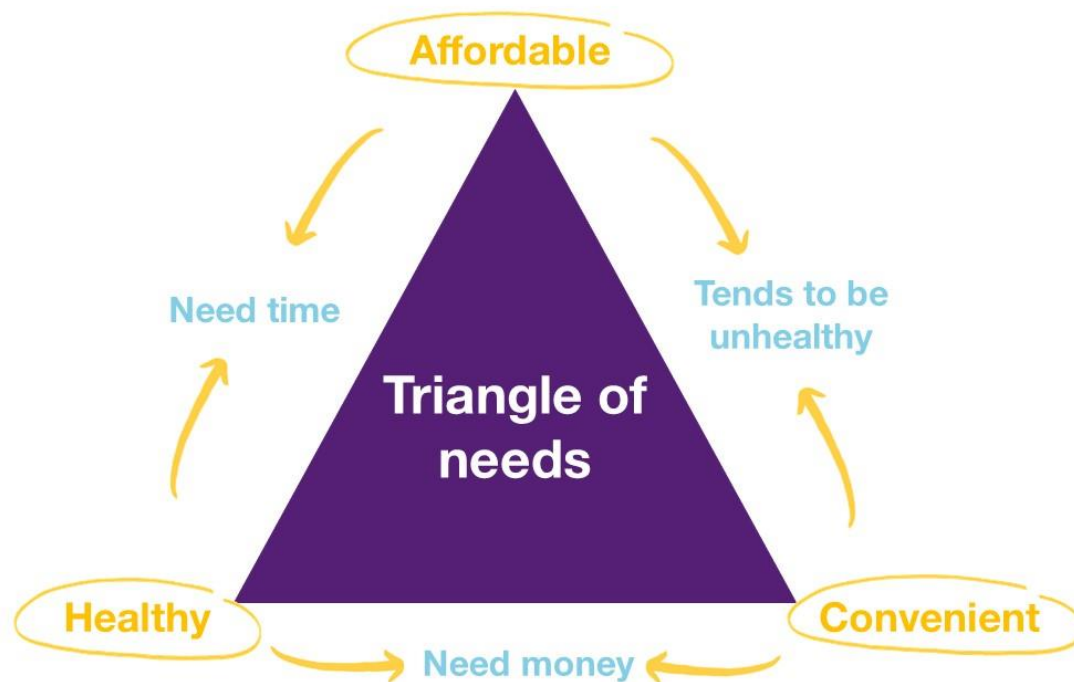 Affordable
Need time
Tends to be
unhealthy
Triangle of
needs
Healthy
Convenient
Need money